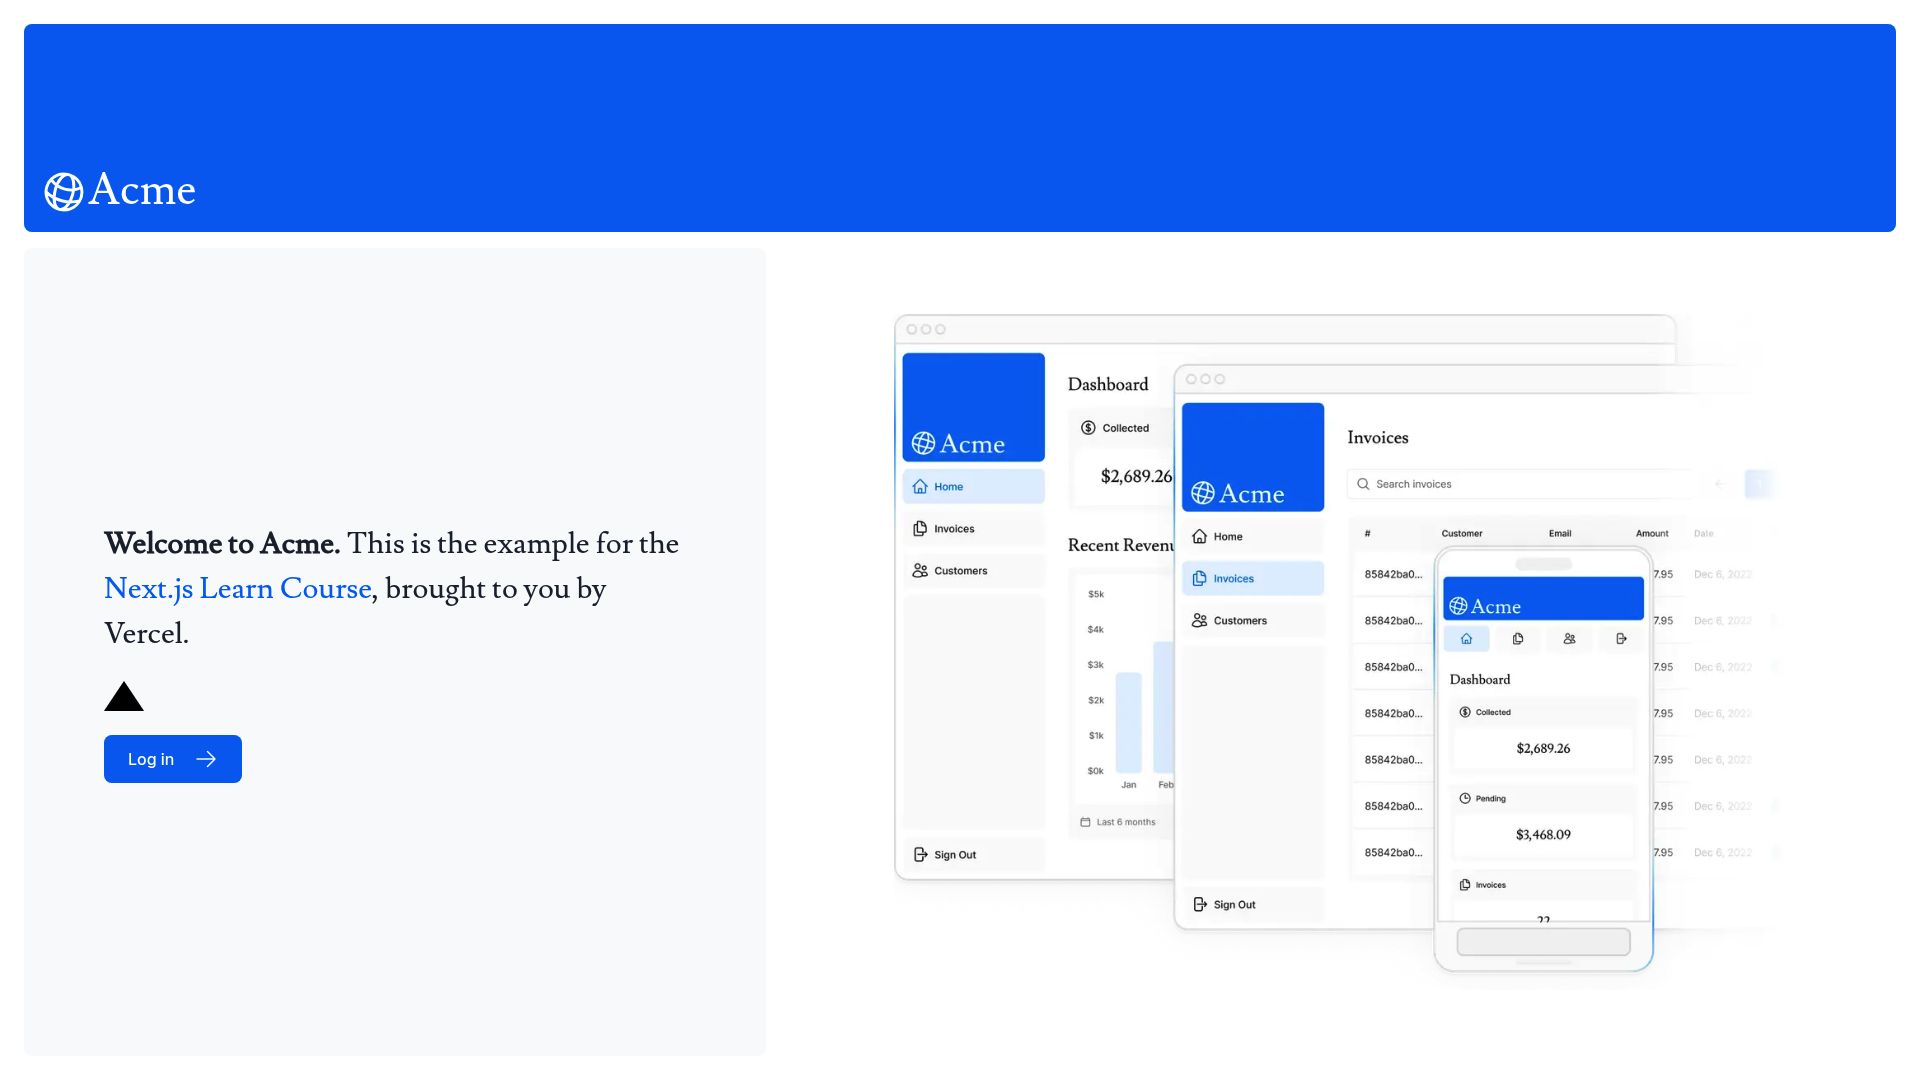 Acme
Welcome to Acme. This is the example for the
Next.js Learn Course, brought to you by
Vercel.
Log in
Acme
Home
Invoices
Customers
Sign Out
Dashboard
Collected
$2,689.26
Recent Revenu
$5k
$4k
$3k
$2k
$1k
$0k
Jan
Feb
Last 6 months
Acme
Home
Invoices
Customers
Sign Out
Invoices
Search invoices
# Customer Email Amount Date
85842ba0... 7.95 Dec 6, 2022
85842ba0... 7.95 Dec 6, 2022
85842ba0... 7.95 Dec 6, 2022
85842ba0... 7.95 Dec 6, 2022
85842ba0... 7.95 Dec 6, 2022
85842ba0... 7.95 Dec 6, 2022
85842ba0... 7.95 Dec 6, 2022
Acme
Dashboard
Collected
$2,689.26
Pending
$3,468.09
Invoices
22